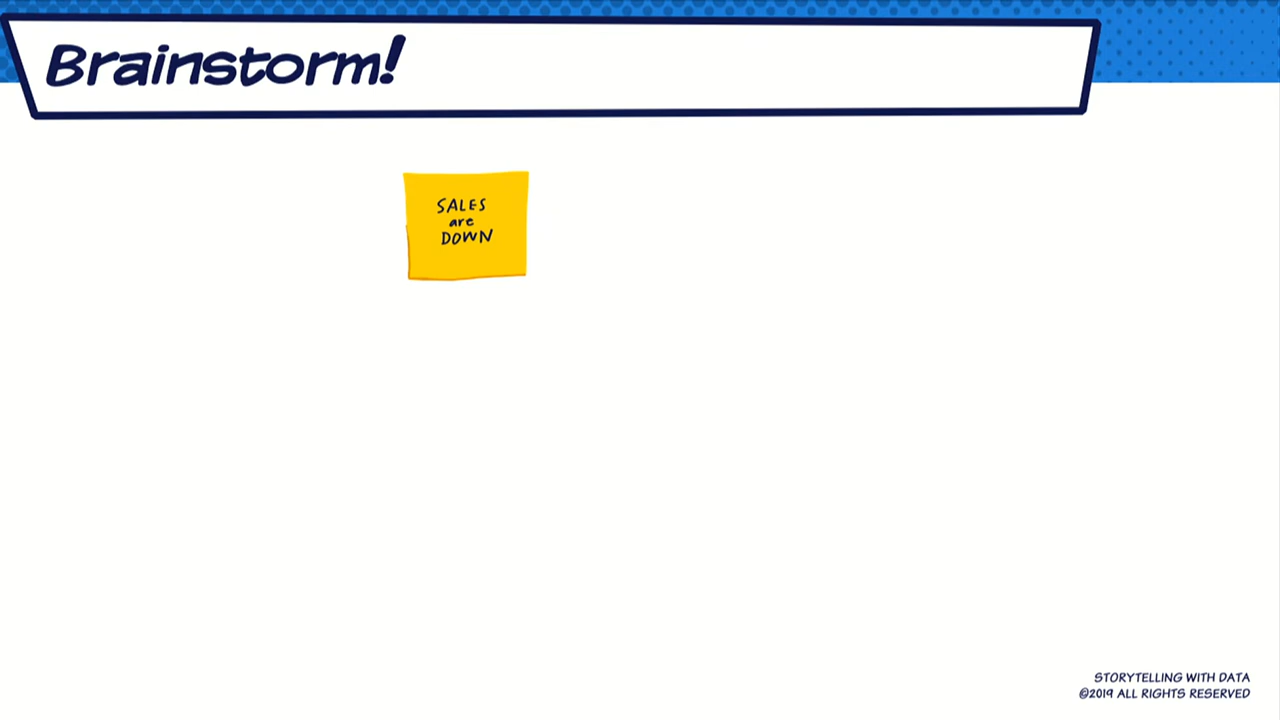 Brainstorm!
SALES
are
DOWN
STORYTELLING WITH DATA
©2019 ALL RIGHTS RESERVED